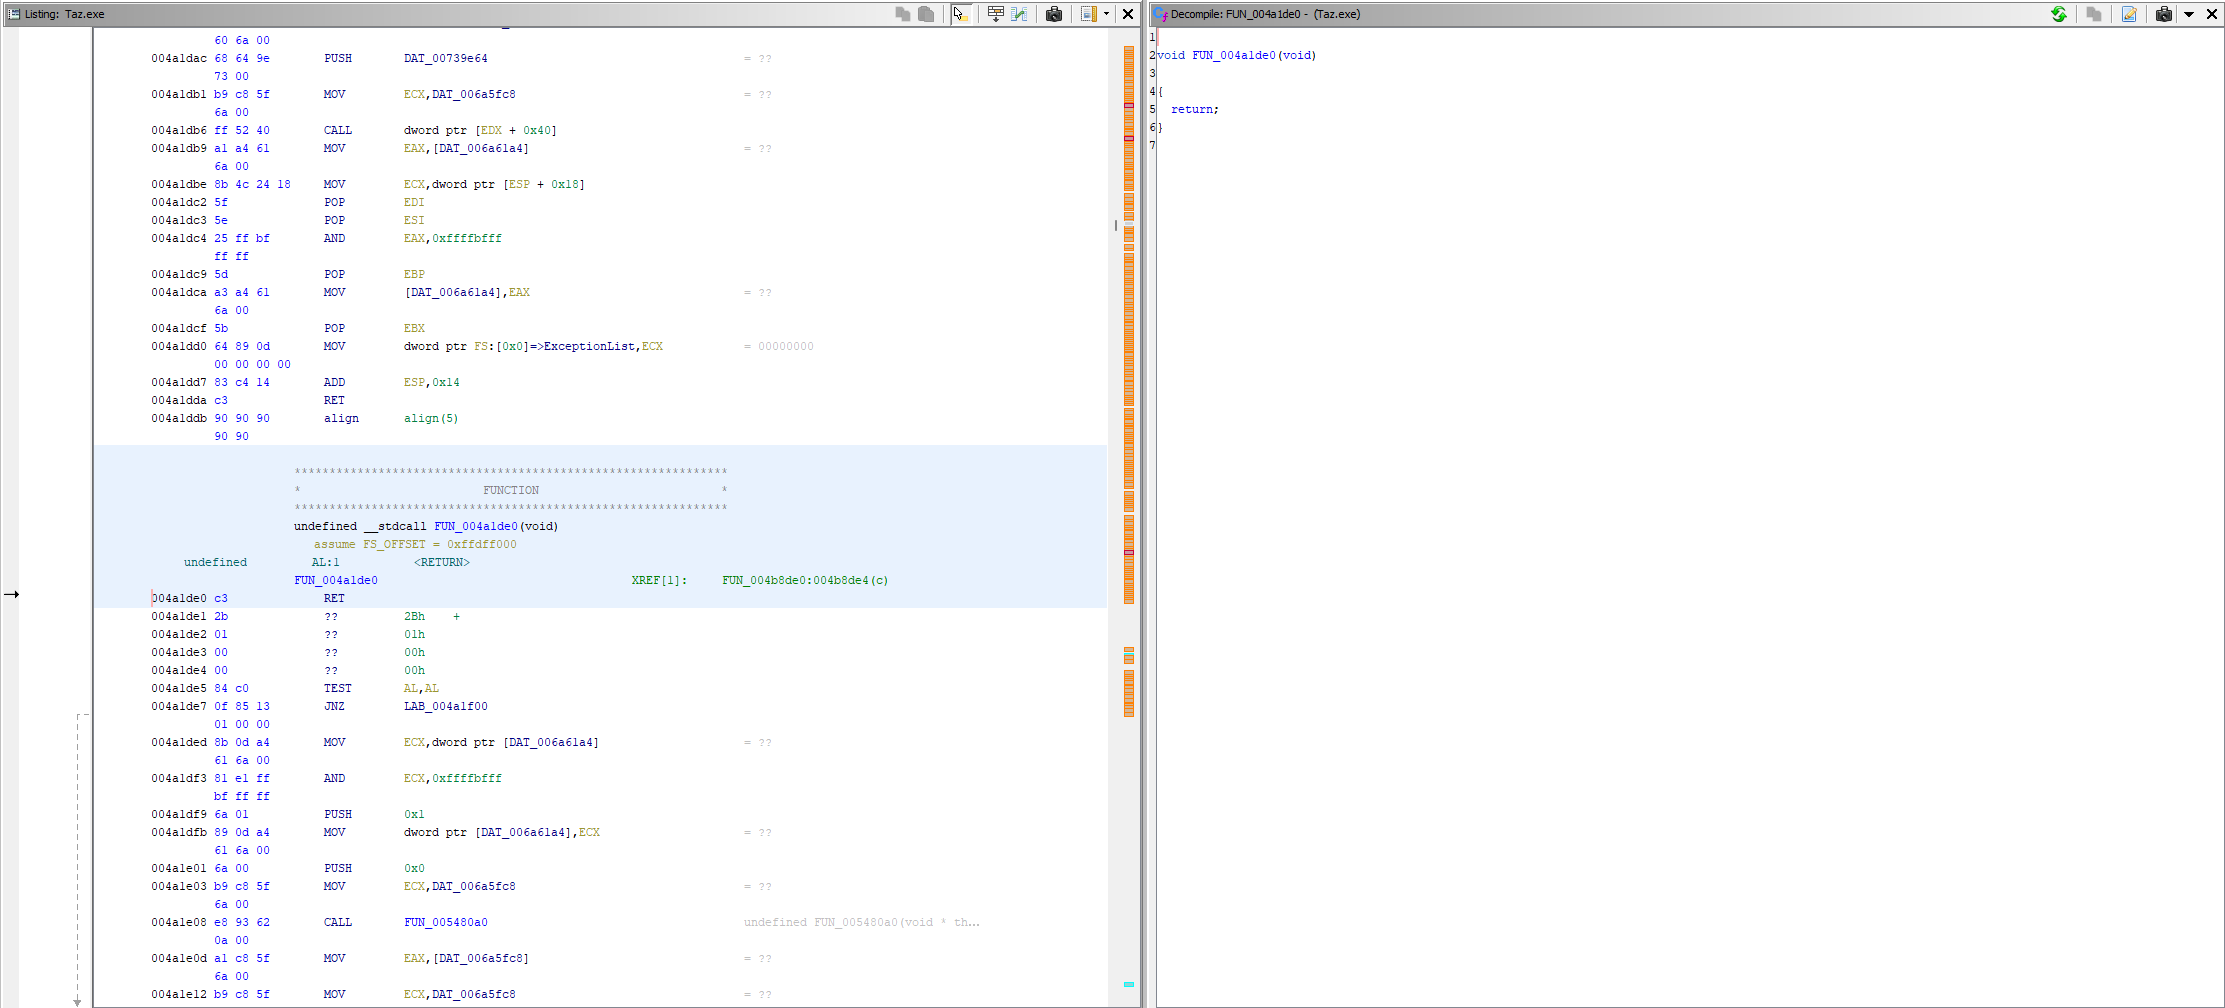 Listing: Taz.exe
60 6a 00
004a1dac 68 64 9e PUSH DAT_00739e64 = ??
73 00
004a1db1 b9 c8 5f MOV ECX,DAT_006a5fc8 = ??
6a 00
004a1db6 ff 52 40 CALL dword ptr [EDX + 0x40]
004a1db9 a1 a4 61 MOV EAX,[DAT_006a61a4] = ??
6a 00
004a1dbe 8b 4c 24 18 MOV ECX,dword ptr [ESP + 0x18]
004a1dc2 5f POP EDI
004a1dc3 5e POP ESI
004a1dc4 25 ff bf AND EAX,0xffffbfff
ff ff
004a1dc9 5d POP EBP
004a1dca a3 a4 61 MOV [DAT_006a61a4],EAX = ??
6a 00
004a1dcf 5b POP EBX
004a1dd0 64 89 0d MOV dword ptr FS:[0x0]=>ExceptionList,ECX = 00000000
00 00 00 00
004a1dd7 83 c4 14 ADD ESP,0x14
004a1dda c3 RET
004a1ddb 90 90 90 align align(5)
90 90
**************************************************************
* FUNCTION *
**************************************************************
undefined __stdcall FUN_004a1de0(void)
assume FS_OFFSET = 0xffdff000
undefined AL:1 <RETURN>
FUN_004a1de0 XREF[1]: FUN_004b8de0:004b8de4(c)
004a1de0 c3 RET
004a1de1 2b ?? 2Bh +
004a1de2 01 ?? 01h
004a1de3 00 ?? 00h
004a1de4 00 ?? 00h
004a1de5 84 c0 TEST AL,AL
004a1de7 0f 85 13 JNZ LAB_004a1f00
01 00 00
004a1ded 8b 0d a4 MOV ECX,dword ptr [DAT_006a61a4] = ??
61 6a 00
004a1df3 81 e1 ff AND ECX,0xffffbfff
bf ff ff
004a1df9 6a 01 PUSH 0x1
004a1dfb 89 0d a4 MOV dword ptr [DAT_006a61a4],ECX = ??
61 6a 00
004a1e01 6a 00 PUSH 0x0
004a1e03 b9 c8 5f MOV ECX,DAT_006a5fc8 = ??
6a 00
004a1e08 e8 93 62 CALL FUN_005480a0 undefined FUN_005480a0(void * th...
0a 00
004a1e0d a1 c8 5f MOV EAX,[DAT_006a5fc8] = ??
6a 00
004a1e12 b9 c8 5f MOV ECX,DAT_006a5fc8 = ??
Decompile: FUN_004a1de0 - (Taz.exe)
1
2 void FUN_004a1de0(void)
3
4 {
5 return;
6 }
7